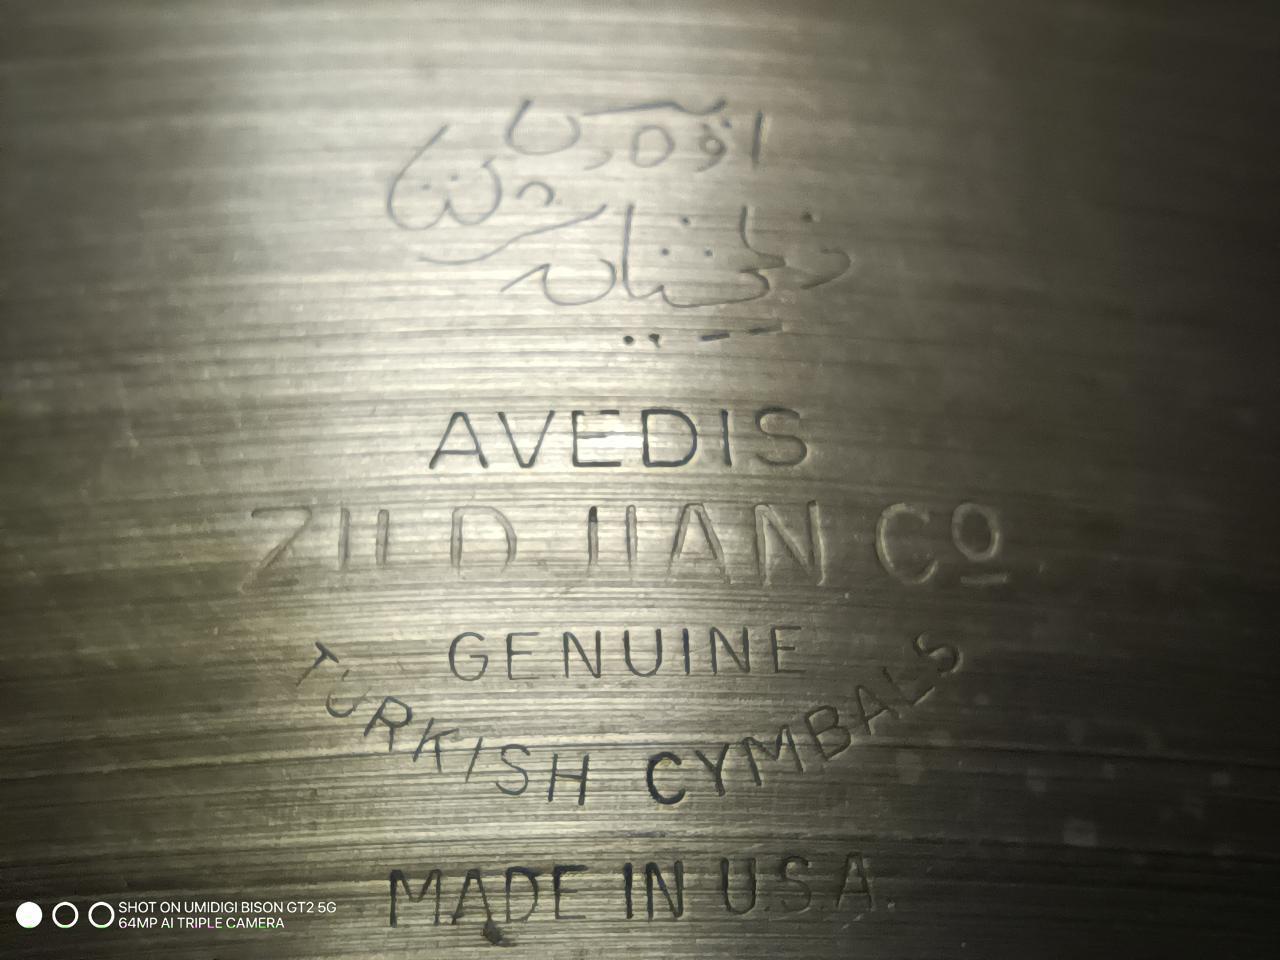 AVEDIS
ZILDJIAN Cº
GENUINE
TURKISH CYMBALS
MADE IN U.S.A.
SHOT ON UMIDIGI BISON GT2 5G
64MP AI TRIPLE CAMERA